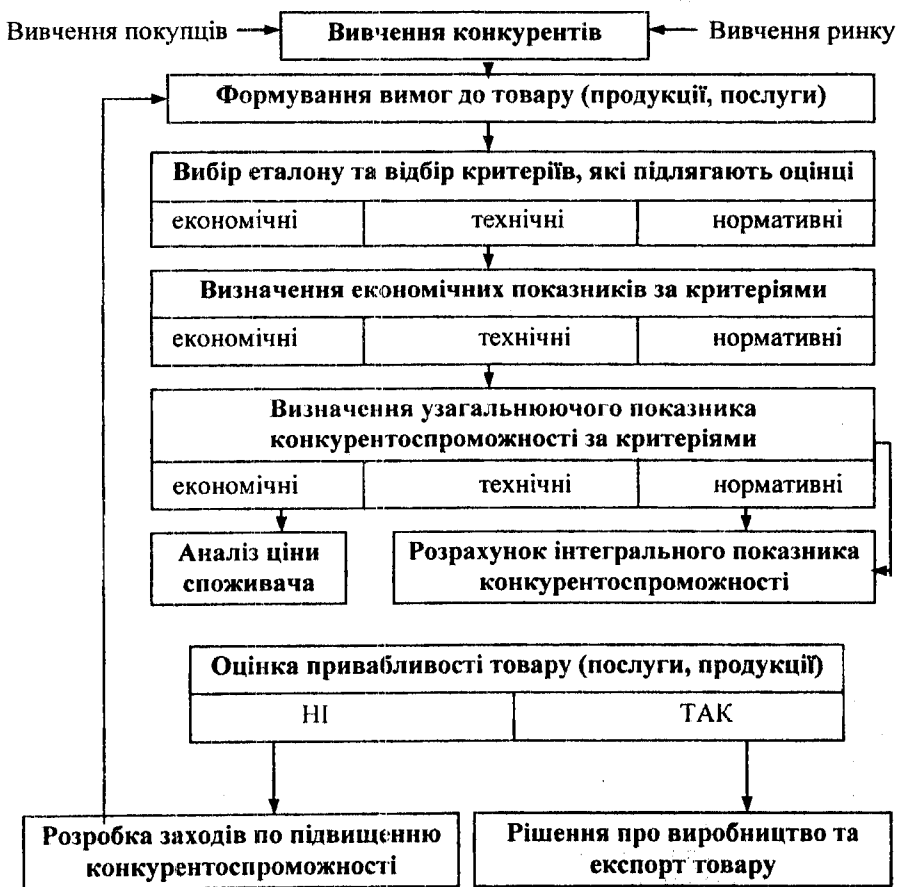 Вивчення покупців
Вивчення конкурентів
Вивчення ринку
Формування вимог до товару (продукції, послуги)
Вибір еталону та відбір критеріїв, які підлягають оцінці
економічні
технічні
нормативні
Визначення економічних показників за критеріями
економічні
технічні
нормативні
Визначення узагальнюючого показника
конкурентоспроможності за критеріями
економічні
технічні
нормативні
Аналіз ціни
споживача
Розрахунок інтегрального показника
конкурентоспроможності
Оцінка привабливості товару (послуги, продукції)
НІ
ТАК
Розробка заходів по підвищенню
конкурентоспроможності
Рішення про виробництво та
експорт товару